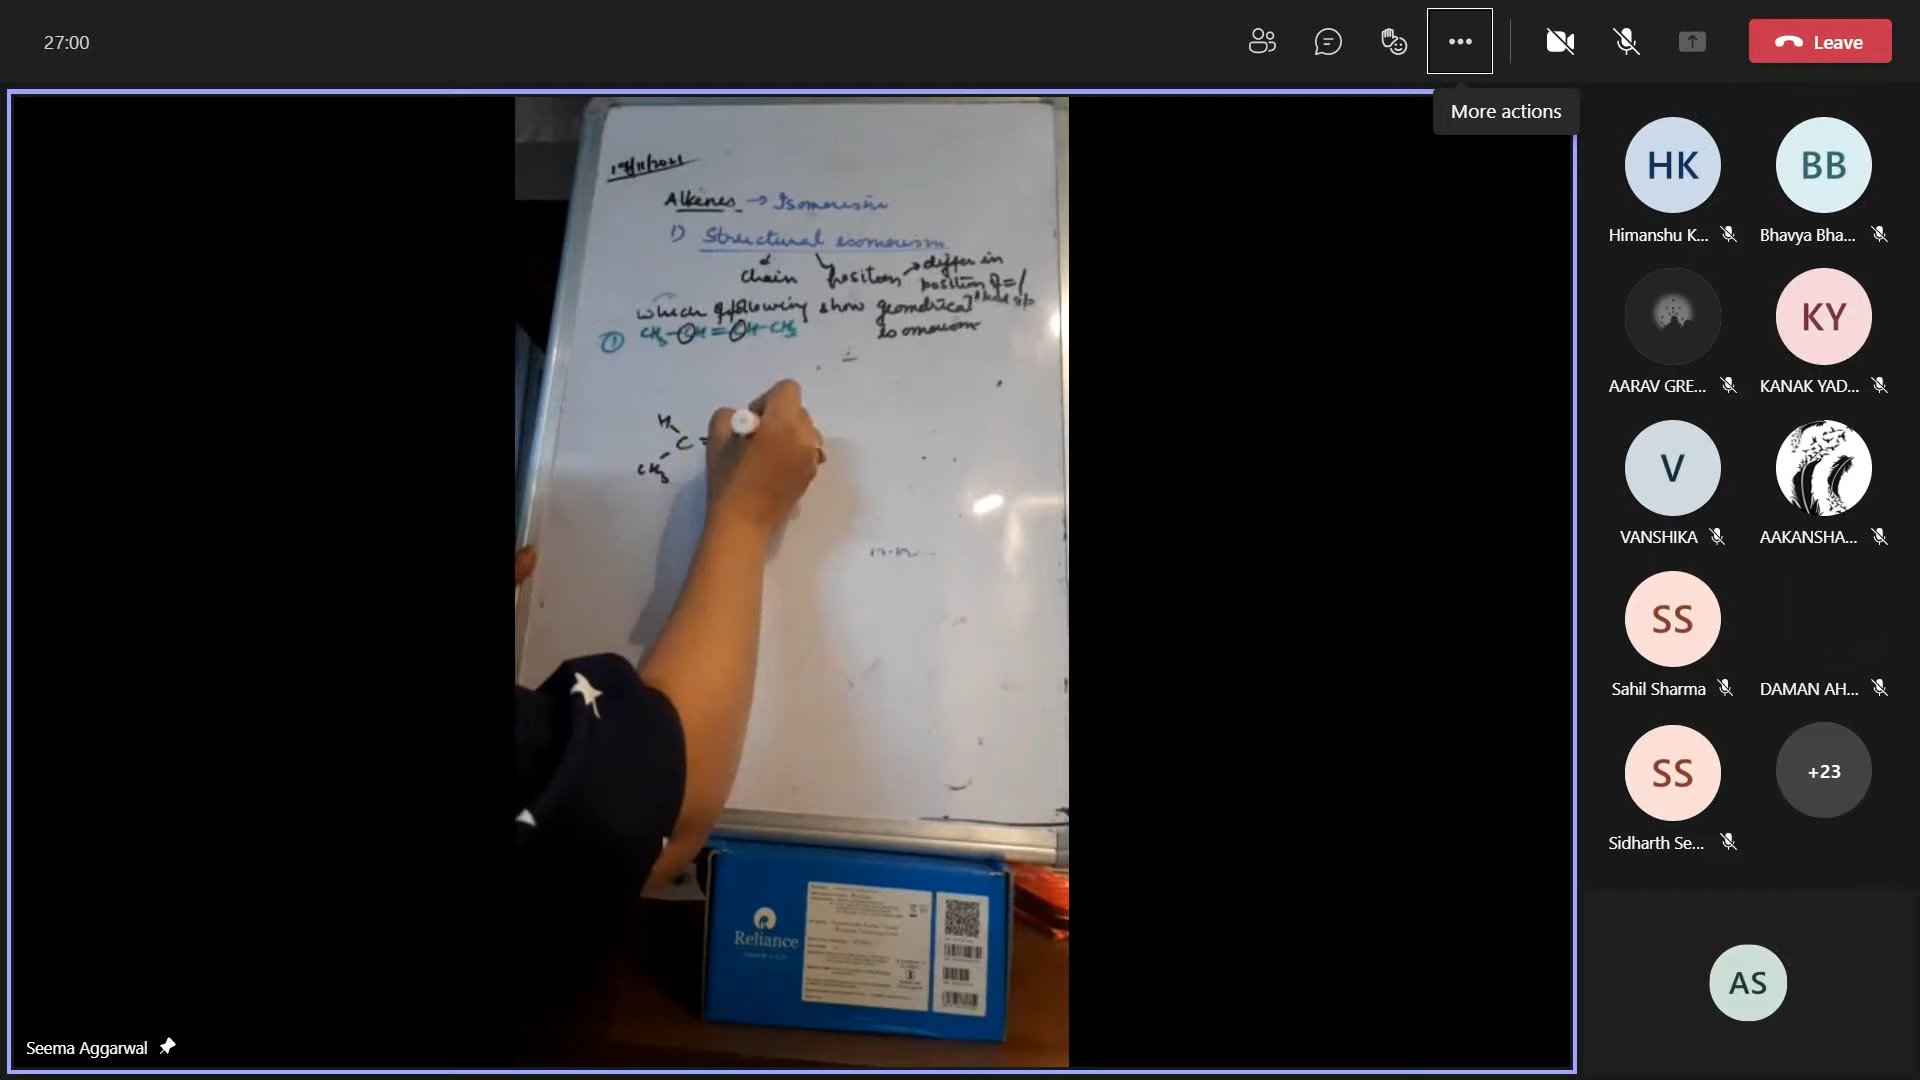 27:00
Leave
More actions
Alkenes → Isomerism
1) Structural isomerism
chain position → differ in
position of = /
which of following show geometrical
isomerism
① CH₃-CH=CH-CH₃
H
C =
CH₃
Reliance
Seema Aggarwal
HK
BB
Himanshu K...
Bhavya Bha...
KY
AARAV GRE...
KANAK YAD...
V
VANSHIKA
AAKANSHA...
SS
Sahil Sharma
DAMAN AH...
SS
+23
Sidharth Se...
AS